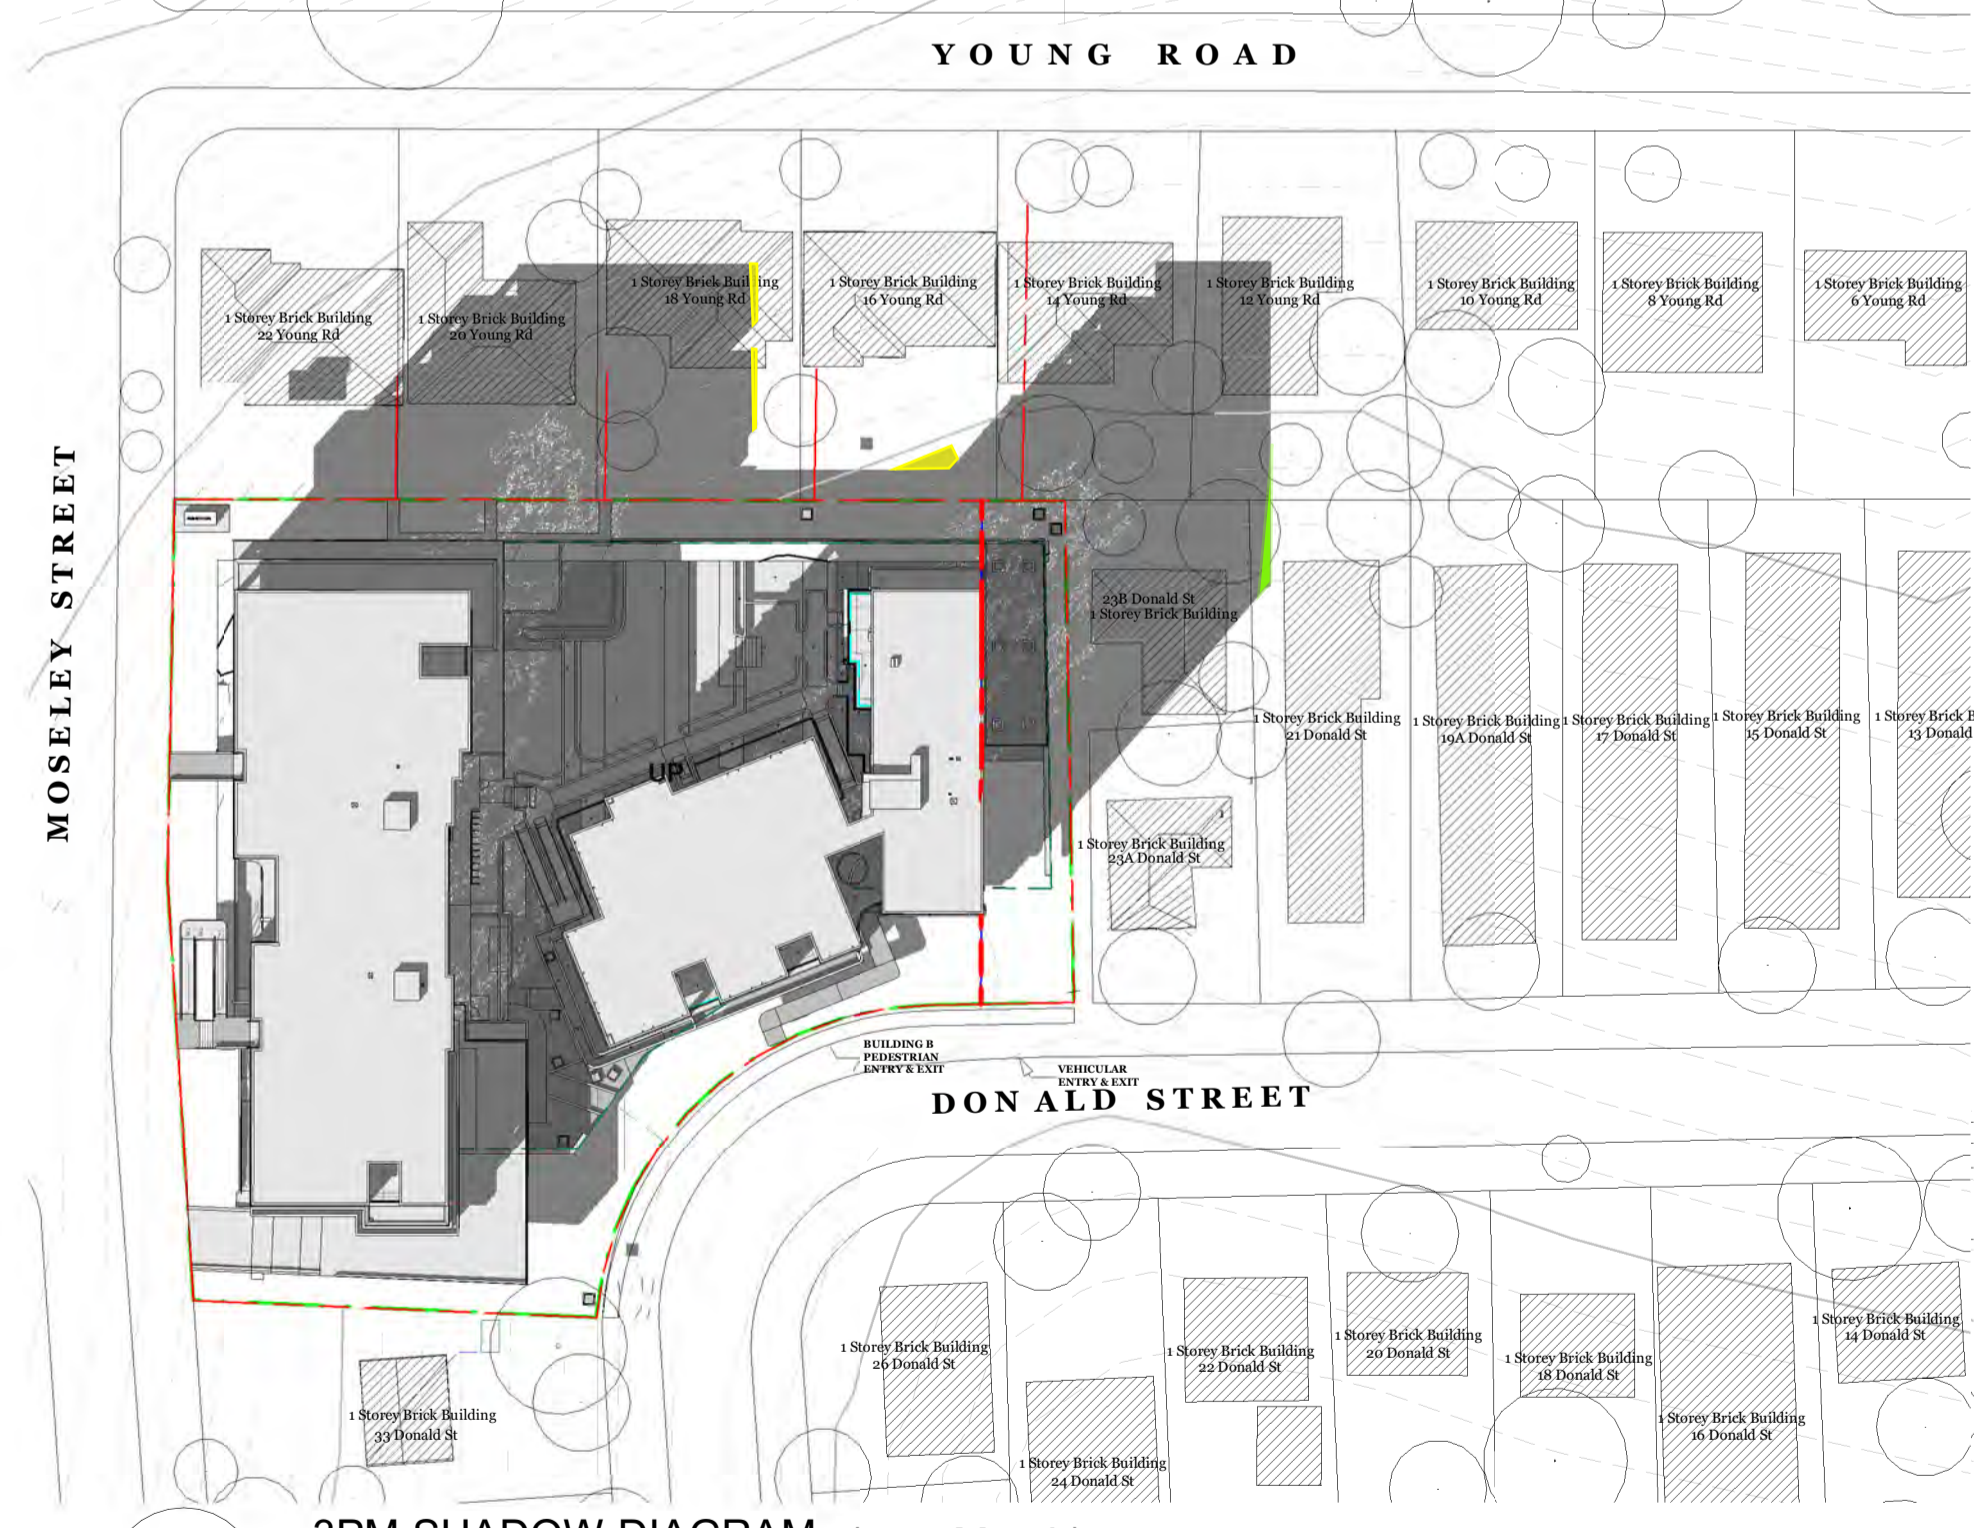 YOUNG ROAD
1 Storey Brick Building
22 Young Rd
1 Storey Brick Building
20 Young Rd
1 Storey Brick Building
18 Young Rd
1 Storey Brick Building
16 Young Rd
1 Storey Brick Building
14 Young Rd
1 Storey Brick Building
12 Young Rd
1 Storey Brick Building
10 Young Rd
1 Storey Brick Building
8 Young Rd
1 Storey Brick Building
6 Young Rd
MOSELEY STREET
23B Donald St
1 Storey Brick Building
UP
1 Storey Brick Building
21 Donald St
1 Storey Brick Building
19A Donald St
1 Storey Brick Building
17 Donald St
1 Storey Brick Building
15 Donald St
1 Storey Brick B
13 Donald
1 Storey Brick Building
23A Donald St
BUILDING B
PEDESTRIAN
ENTRY & EXIT
VEHICULAR
ENTRY & EXIT
DONALD STREET
1 Storey Brick Building
26 Donald St
1 Storey Brick Building
24 Donald St
1 Storey Brick Building
22 Donald St
1 Storey Brick Building
20 Donald St
1 Storey Brick Building
18 Donald St
1 Storey Brick Building
16 Donald St
1 Storey Brick Building
14 Donald St
1 Storey Brick Building
33 Donald St
3PM SHADOW DIAGRAM